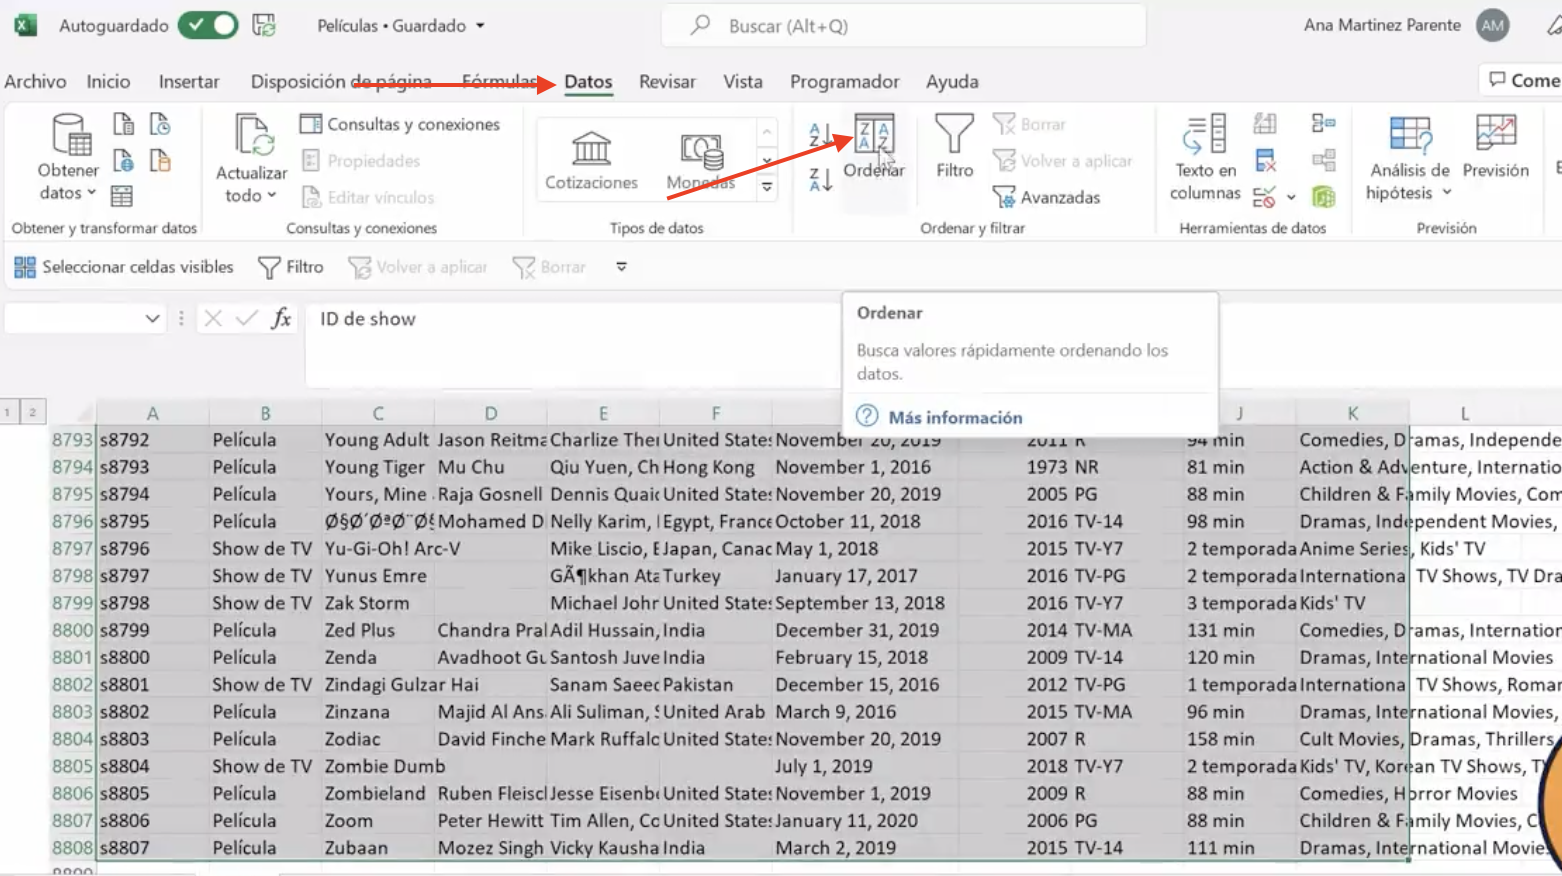 Autoguardado Películas • Guardado Buscar (Alt+Q) Ana Martinez Parente AM
Archivo Inicio Insertar Disposición de página Fórmulas Datos Revisar Vista Programador Ayuda Come
Obtener datos
Obtener y transformar datos
Actualizar todo
Consultas y conexiones
Propiedades
Editar vínculos
Consultas y conexiones
Cotizaciones Monedas
Tipos de datos
Ordenar
Filtro
Borrar
Volver a aplicar
Avanzadas
Ordenar y filtrar
Texto en columnas
Herramientas de datos
Análisis de hipótesis
Previsión
Previsión
Seleccionar celdas visibles Filtro Volver a aplicar Borrar
fx ID de show
Ordenar
Busca valores rápidamente ordenando los
datos.
Más información
1 2 A B C D E F J K L
8793 s8792 Película Young Adult Jason Reitma Charlize The United State November 20, 2019 2011 R 94 min Comedies, Dramas, Independe
8794 s8793 Película Young Tiger Mu Chu Qiu Yuen, Ch Hong Kong November 1, 2016 1973 NR 81 min Action & Adventure, Internatio
8795 s8794 Película Yours, Mine Raja Gosnell Dennis Quai United State November 20, 2019 2005 PG 88 min Children & Family Movies, Com
8796 s8795 Película Mohamed D Nelly Karim, Egypt, France October 11, 2018 2016 TV-14 98 min Dramas, Independent Movies,
8797 s8796 Show de TV Yu-Gi-Oh! Arc-V Mike Liscio, E Japan, Canac May 1, 2018 2015 TV-Y7 2 temporada Anime Series, Kids' TV
8798 s8797 Show de TV Yunus Emre GÃ¶khan Ata Turkey January 17, 2017 2016 TV-PG 2 temporada Internationa TV Shows, TV Dra
8799 s8798 Show de TV Zak Storm Michael Johr United State September 13, 2018 2016 TV-Y7 3 temporada Kids' TV
8800 s8799 Película Zed Plus Chandra Pral Adil Hussain, India December 31, 2019 2014 TV-MA 131 min Comedies, Dramas, Internation
8801 s8800 Película Zenda Avadhoot Gu Santosh Juve India February 15, 2018 2009 TV-14 120 min Dramas, International Movies
8802 s8801 Show de TV Zindagi Gulzar Hai Sanam Saeed Pakistan December 15, 2016 2012 TV-PG 1 temporada Internationa TV Shows, Roman
8803 s8802 Película Zinzana Majid Al Ans Ali Suliman, United Arab March 9, 2016 2015 TV-MA 96 min Dramas, International Movies,
8804 s8803 Película Zodiac David Finche Mark Ruffalo United State November 20, 2019 2007 R 158 min Cult Movies, Dramas, Thrillers
8805 s8804 Show de TV Zombie Dumb July 1, 2019 2018 TV-Y7 2 temporada Kids' TV, Korean TV Shows, T
8806 s8805 Película Zombieland Ruben Fleisc Jesse Eisenb United State November 1, 2019 2009 R 88 min Comedies, Horror Movies
8807 s8806 Película Zoom Peter Hewitt Tim Allen, Co United State January 11, 2020 2006 PG 88 min Children & Family Movies, C
8808 s8807 Película Zubaan Mozez Singh Vicky Kausha India March 2, 2019 2015 TV-14 111 min Dramas, International Movie